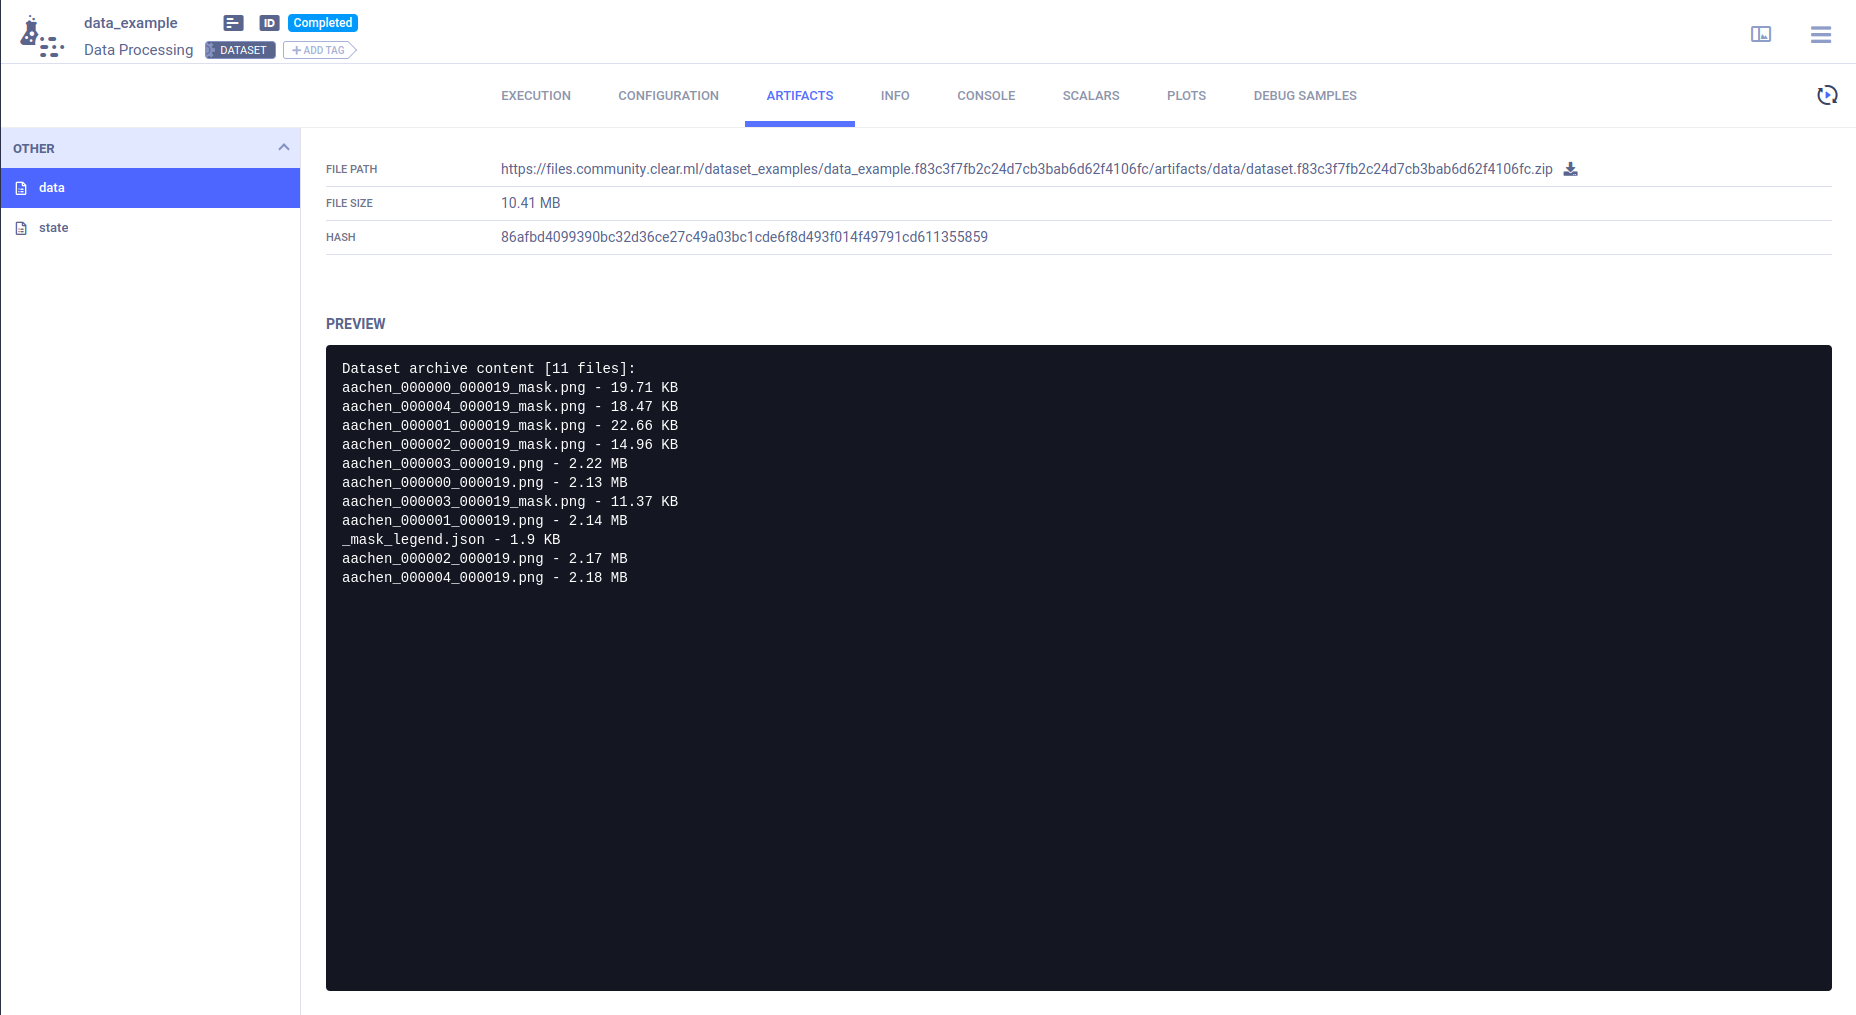 data_example ID Completed
Data Processing DATASET + ADD TAG
EXECUTION CONFIGURATION ARTIFACTS INFO CONSOLE SCALARS PLOTS DEBUG SAMPLES
OTHER
data
state
FILE PATH https://files.community.clear.ml/dataset_examples/data_example.f83c3f7fb2c24d7cb3bab6d62f4106fc/artifacts/data/dataset.f83c3f7fb2c24d7cb3bab6d62f4106fc.zip
FILE SIZE 10.41 MB
HASH 86afbd4099390bc32d36ce27c49a03bc1cde6f8d493f014f49791cd611355859
PREVIEW
Dataset archive content [11 files]:
aachen_000000_000019_mask.png - 19.71 KB
aachen_000004_000019_mask.png - 18.47 KB
aachen_000001_000019_mask.png - 22.66 KB
aachen_000002_000019_mask.png - 14.96 KB
aachen_000003_000019.png - 2.22 MB
aachen_000000_000019.png - 2.13 MB
aachen_000003_000019_mask.png - 11.37 KB
aachen_000001_000019.png - 2.14 MB
_mask_legend.json - 1.9 KB
aachen_000002_000019.png - 2.17 MB
aachen_000004_000019.png - 2.18 MB